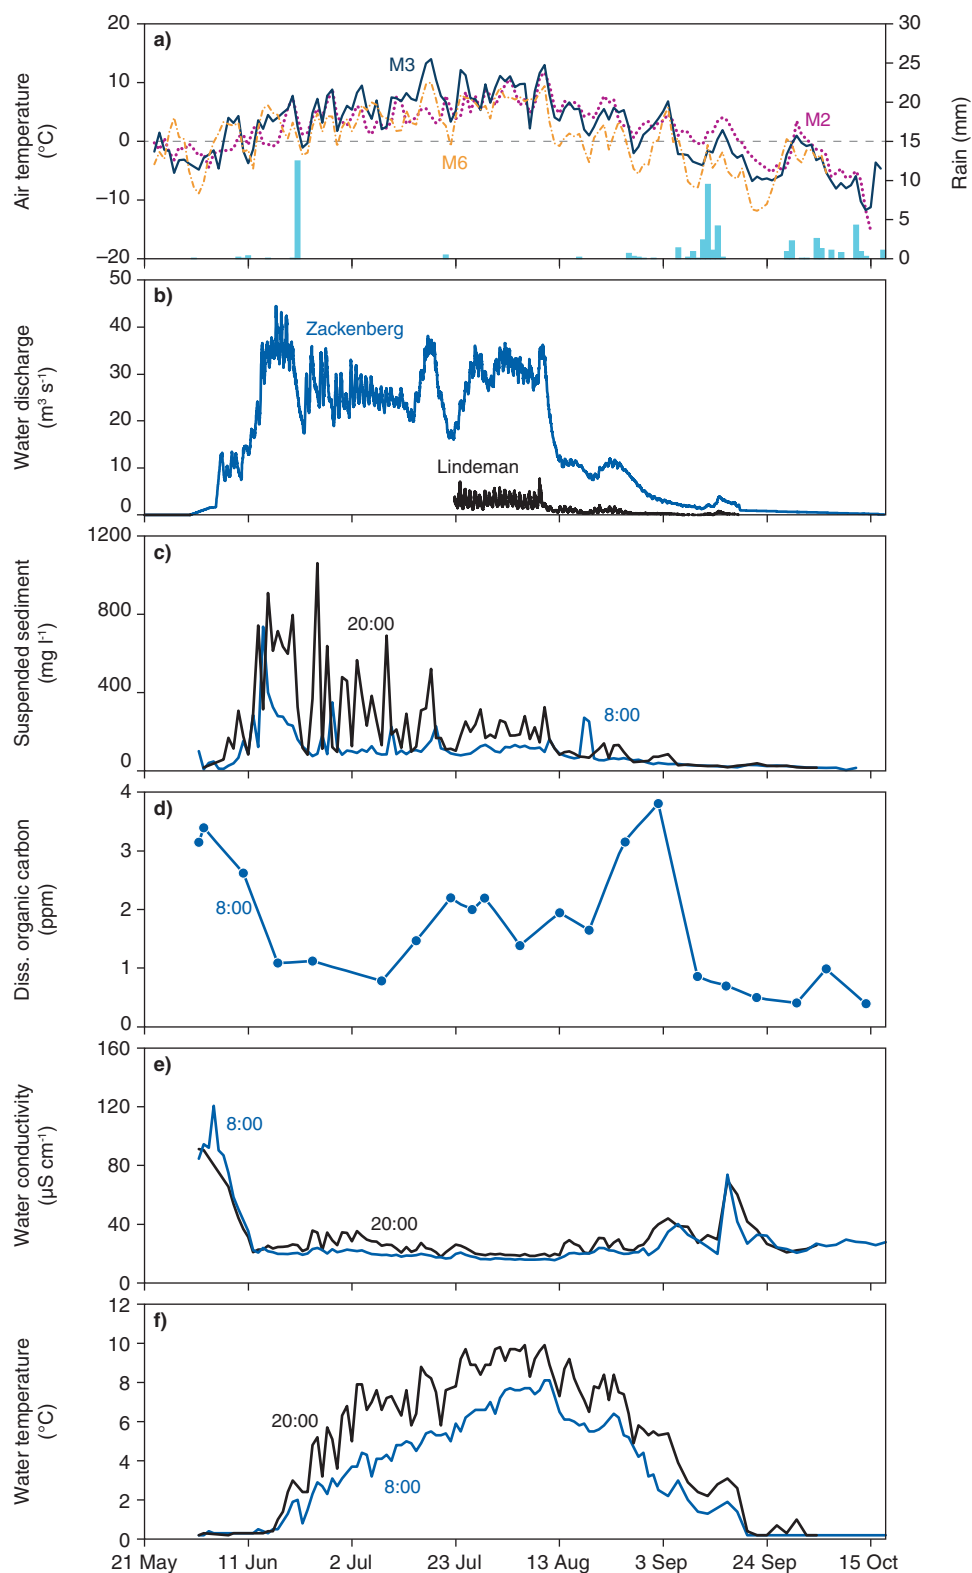 a)
Air temperature
(°C)
20
10
0
−10
−20
M3
M2
M6
30
25
20
15
10
5
0
Rain (mm)
b)
Water discharge
(m³ s⁻¹)
50
40
30
20
10
0
Zackenberg
Lindeman
c)
Suspended sediment
(mg l⁻¹)
1200
800
400
0
20:00
8:00
d)
Diss. organic carbon
(ppm)
4
3
2
1
0
8:00
e)
Water conductivity
(µS cm⁻¹)
160
120
80
40
0
8:00
20:00
f)
Water temperature
(°C)
12
10
8
6
4
2
0
20:00
8:00
21 May 11 Jun 2 Jul 23 Jul 13 Aug 3 Sep 24 Sep 15 Oct